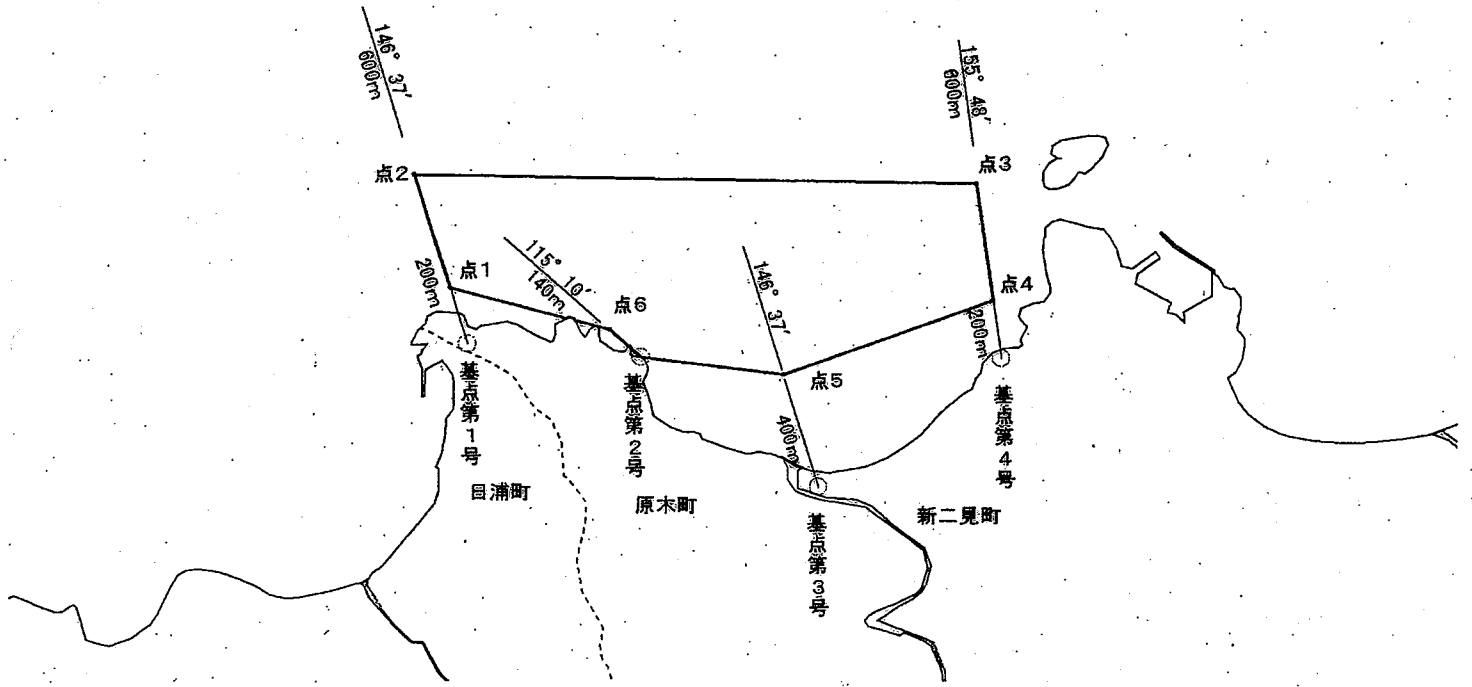 146° 37′
600m
155° 48′
600m
点2
点3
200m
点1
115° 10′
140m
点6
146° 37′
点4
200m
点5
400m
基点第1号
基点第2号
基点第3号
基点第4号
目浦町
原木町
新二見町